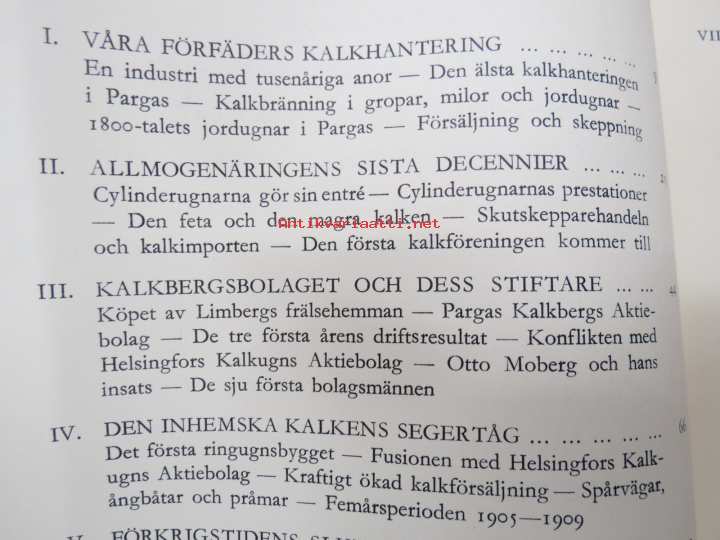 I. VÅRA FÖRFÄDERS KALKHANTERING ... ... ... ... ...
VII
En industri med tusenåriga anor — Den älsta kalkhanteringen
i Pargas — Kalkbränning i gropar, milor och jordugnar —
1800-talets jordugnar i Pargas — Försäljning och skeppning
II. ALLMOGENÄRINGENS SISTA DECENNIER ... ... ...
Cylinderugnarna gör sin entré — Cylinderugnarnas prestationer
— Den feta och den magra kalken — Skutskepparehandeln
Antikvariaatti.net
och kalkimporten — Den första kalkföreningen kommer till
III. KALKBERGSBOLAGET OCH DESS STIFTARE ... ... 44
Köpet av Limbergs frälsehemman — Pargas Kalkbergs Aktie-
bolag — De tre första årens driftsresultat — Konflikten med
Helsingfors Kalkugns Aktiebolag — Otto Moberg och hans
insats — De sju första bolagsmännen
IV. DEN INHEMSKA KALKENS SEGERTÅG ... ... ... ... ... 66
Det första ringugnsbygget — Fusionen med Helsingfors Kalk-
ugns Aktiebolag — Kraftigt ökad kalkförsäljning — Spårvägar,
ångbåtar och pråmar — Femårsperioden 1905—1909
V. FÖRKRIGSTIDENS